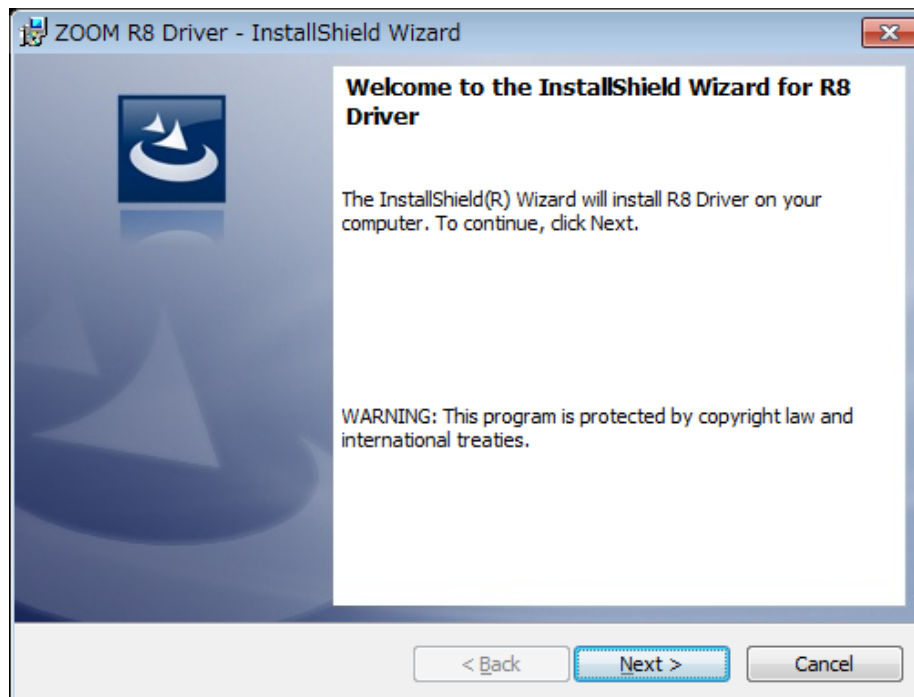 ZOOM R8 Driver - InstallShield Wizard
Welcome to the InstallShield Wizard for R8
Driver
The InstallShield(R) Wizard will install R8 Driver on your
computer. To continue, click Next.
WARNING: This program is protected by copyright law and
international treaties.
< Back
Next >
Cancel